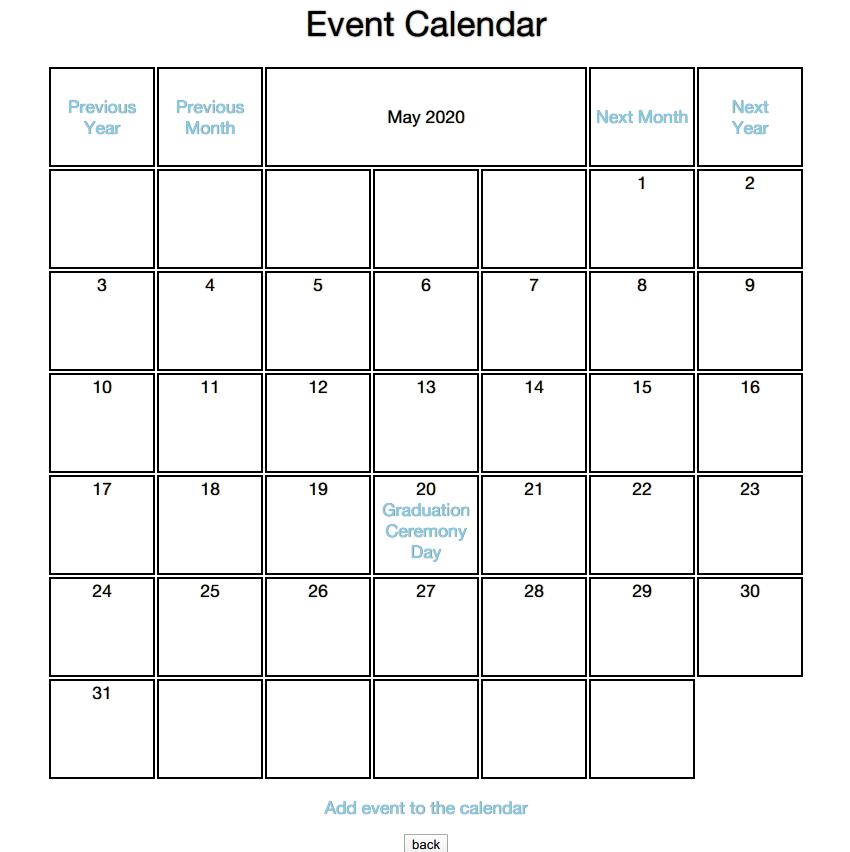 Event Calendar
Previous Year
Previous Month
May 2020
Next Month
Next Year
1 2
3 4 5 6 7 8 9
10 11 12 13 14 15 16
17 18 19 20 21 22 23
Graduation
Ceremony
Day
24 25 26 27 28 29 30
31
Add event to the calendar
back